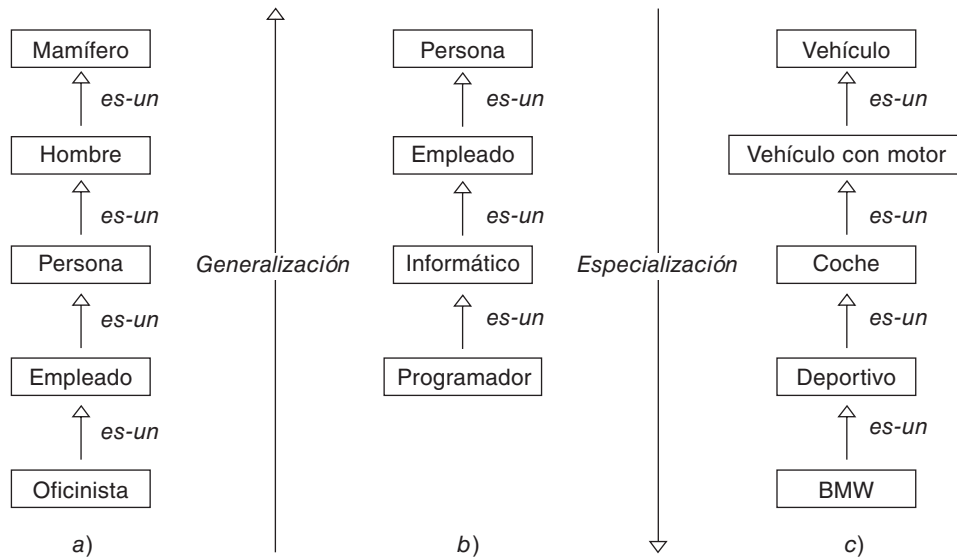 Mamífero
es-un
Hombre
es-un
Persona
es-un
Empleado
es-un
Oficinista
a)
Generalización
Persona
es-un
Empleado
es-un
Informático
es-un
Programador
b)
Especialización
Vehículo
es-un
Vehículo con motor
es-un
Coche
es-un
Deportivo
es-un
BMW
c)